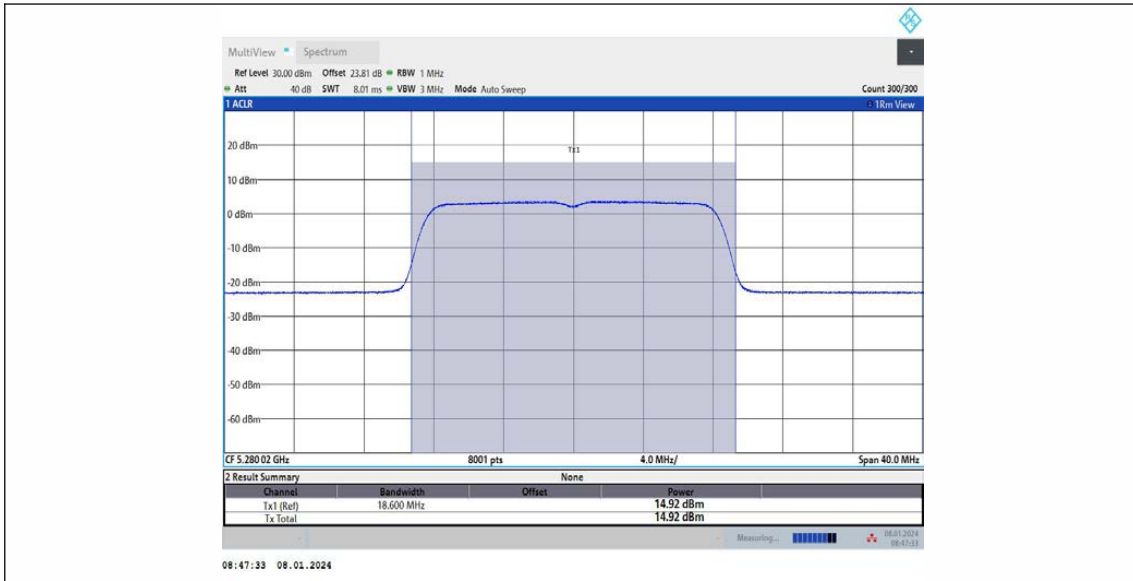 MultiView Spectrum
Ref Level 30.00 dBm Offset 23.81 dB RBW 1 MHz
Att 40 dB SWT 8.01 ms VBW 3 MHz Mode Auto Sweep Count 300/300
1 ACLR 1Rm View
Tx1
20 dBm
10 dBm
0 dBm
-10 dBm
-20 dBm
-30 dBm
-40 dBm
-50 dBm
-60 dBm
CF 5.280 02 GHz 8001 pts 4.0 MHz/ Span 40.0 MHz
2 Result Summary None
Channel Bandwidth Offset Power
Tx1 (Ref) 18.600 MHz 14.92 dBm
Tx Total 14.92 dBm
Measuring... 08.01.2024
08:47:33
08:47:33 08.01.2024